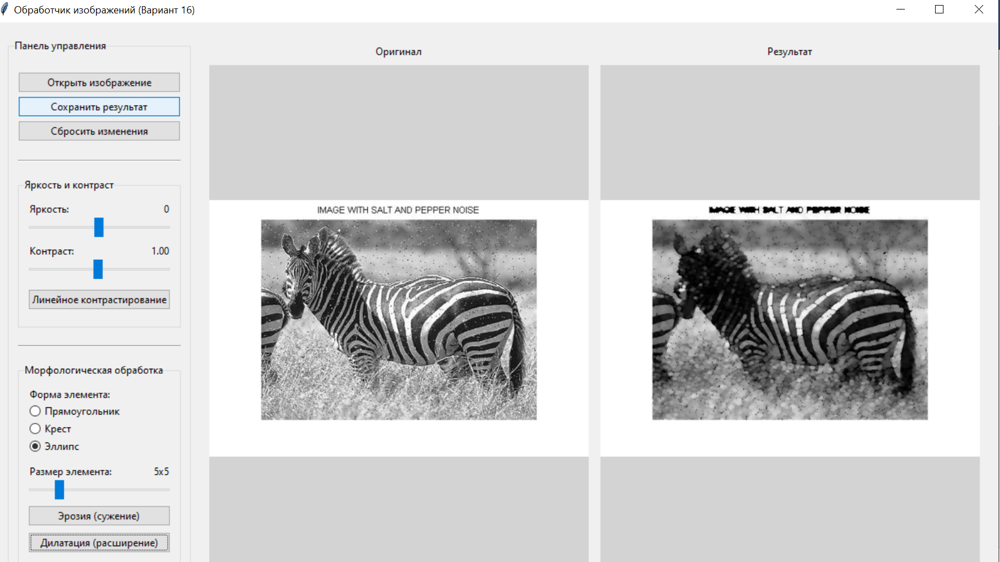 Обработчик изображений (Вариант 16)
Панель управления
Открыть изображение
Сохранить результат
Сбросить изменения
Яркость и контраст
Яркость: 0
Контраст: 1.00
Линейное контрастирование
Морфологическая обработка
Форма элемента:
Прямоугольник
Крест
Эллипс
Размер элемента: 5x5
Эрозия (сужение)
Дилатация (расширение)
Оригинал
IMAGE WITH SALT AND PEPPER NOISE
Результат
IMAGE WITH SALT AND PEPPER NOISE